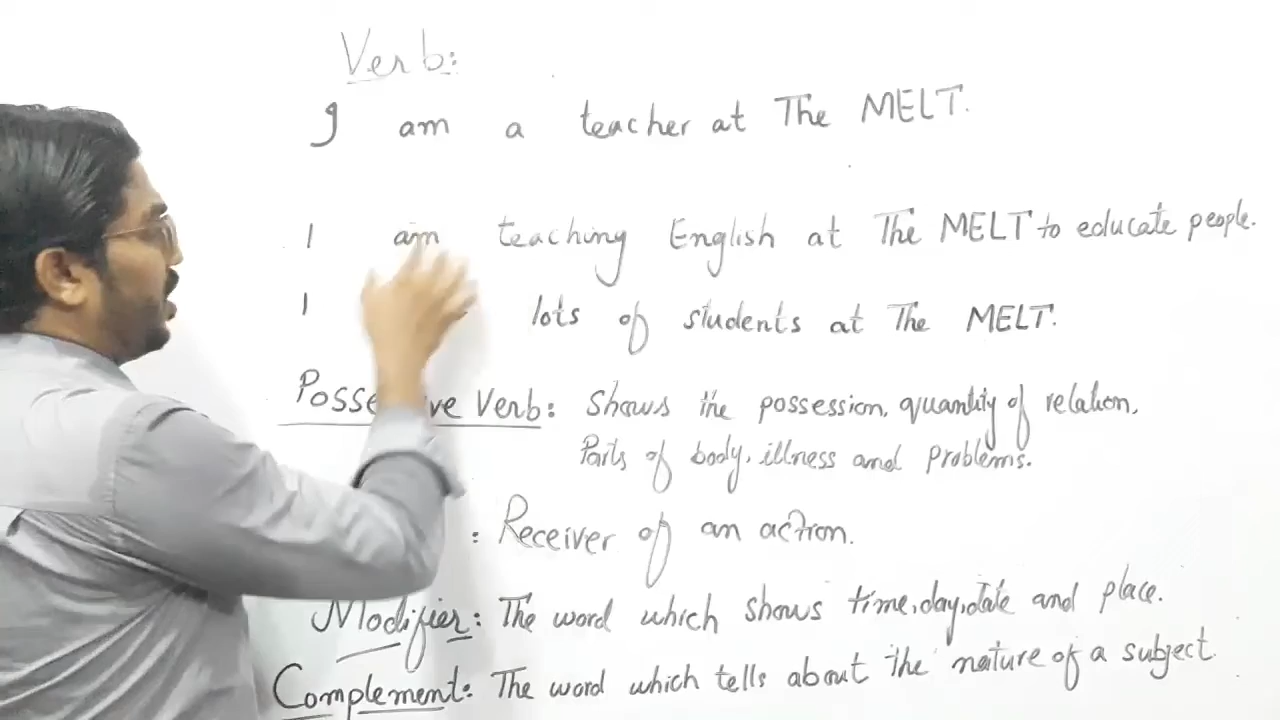 Verb:
I am a teacher at The MELT.
I am teaching English at The MELT to educate people.
I lots of students at The MELT.
Verb: Shows the possession, quantity of relation,
Parts of body, illness and problems.
: Receiver of an action.
Modifier: The word which shows time, day, date and place.
Complement: The word which tells about the nature of a subject.